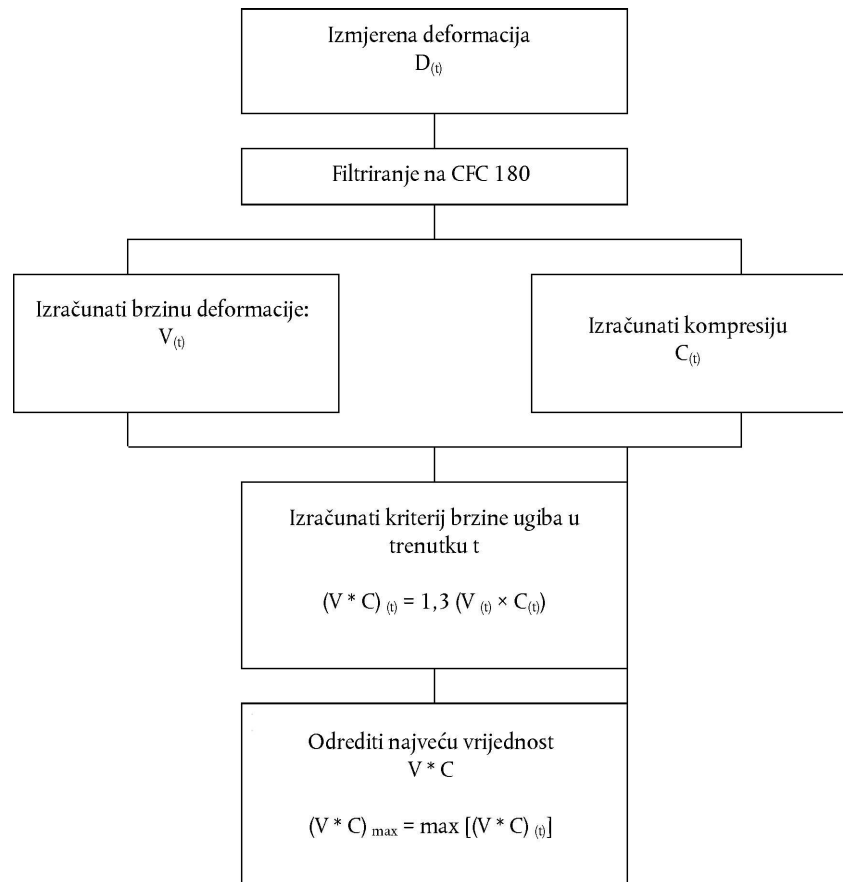 Izmjerena deformacija
D(t)
Filtriranje na CFC 180
Izračunati brzinu deformacije:
V(t)
Izračunati kompresiju
C(t)
Izračunati kriterij brzine ugiba u
trenutku t
(V * C) (t) = 1,3 (V (t) × C(t))
Odrediti najveću vrijednost
V * C
(V * C) max = max [(V * C) (t)]